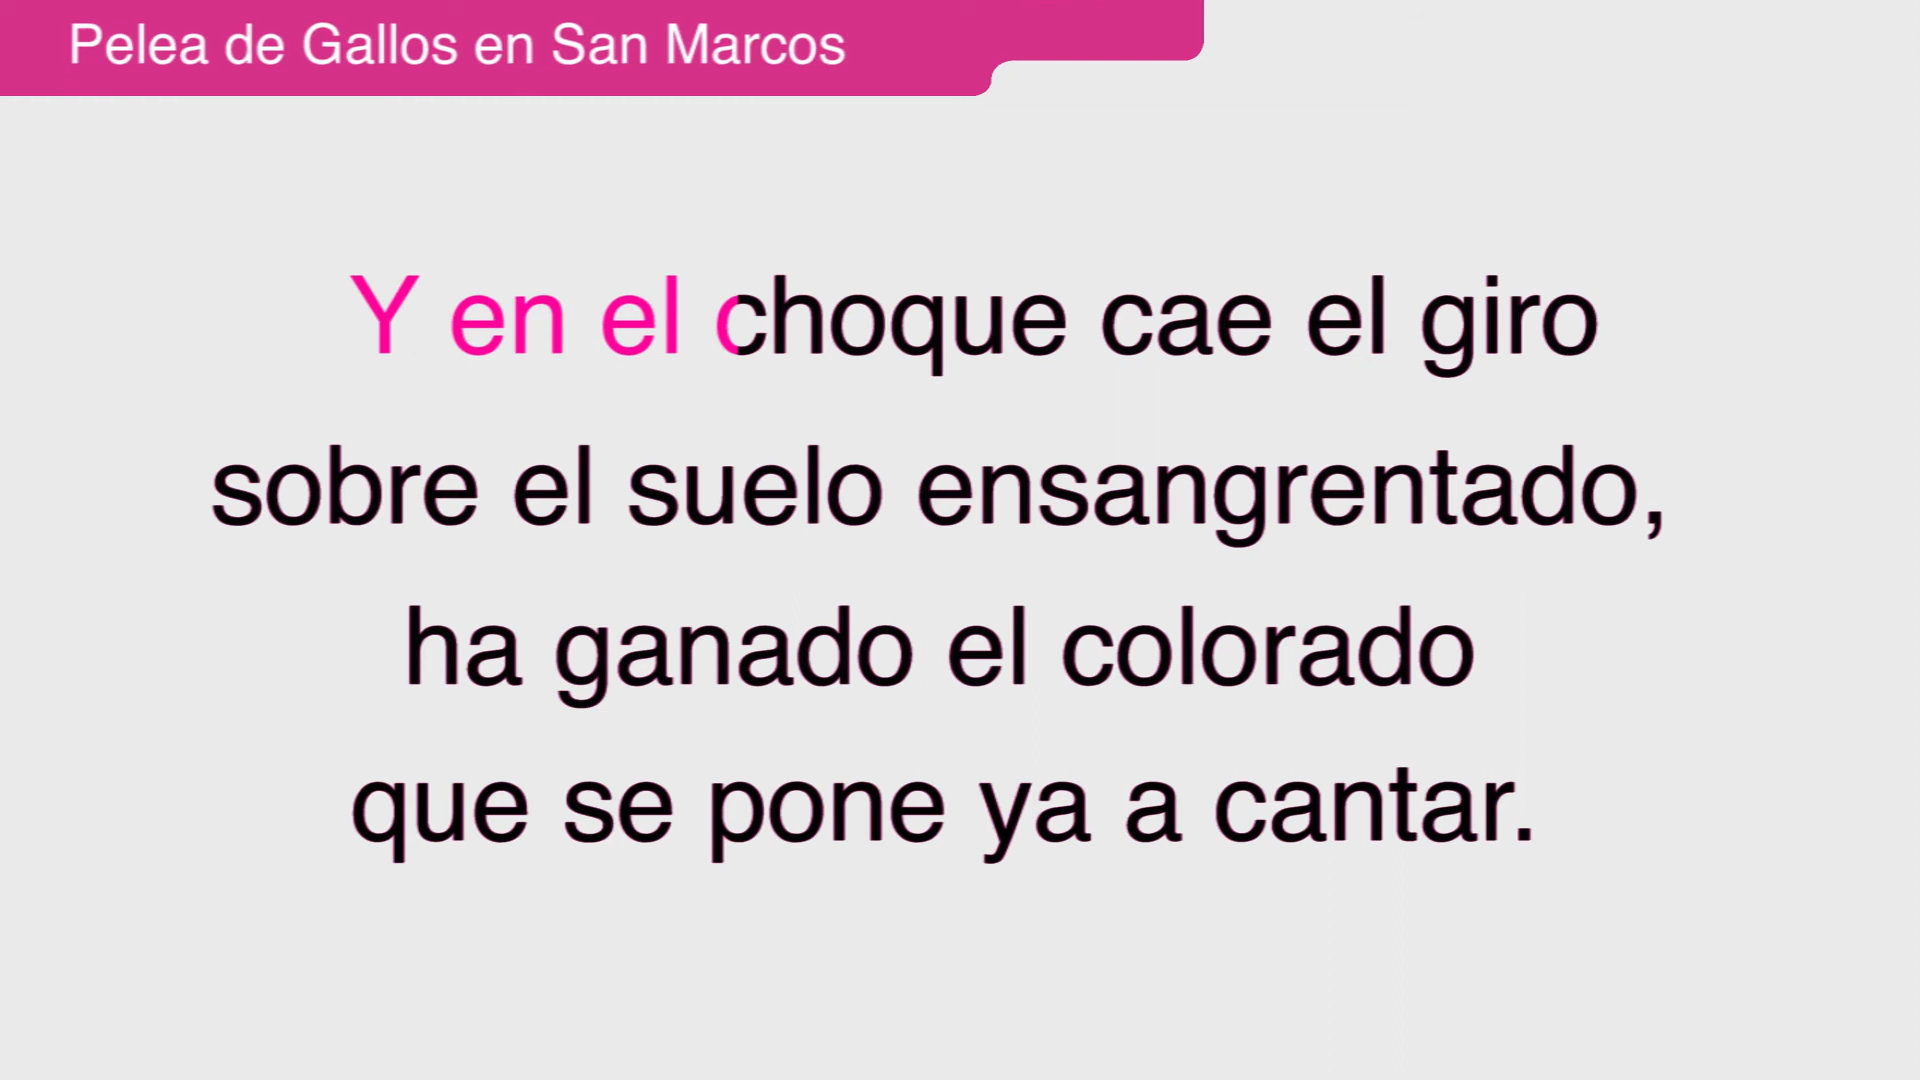 Pelea de Gallos en San Marcos
Y en el choque cae el giro
sobre el suelo ensangrentado,
ha ganado el colorado
que se pone ya a cantar.